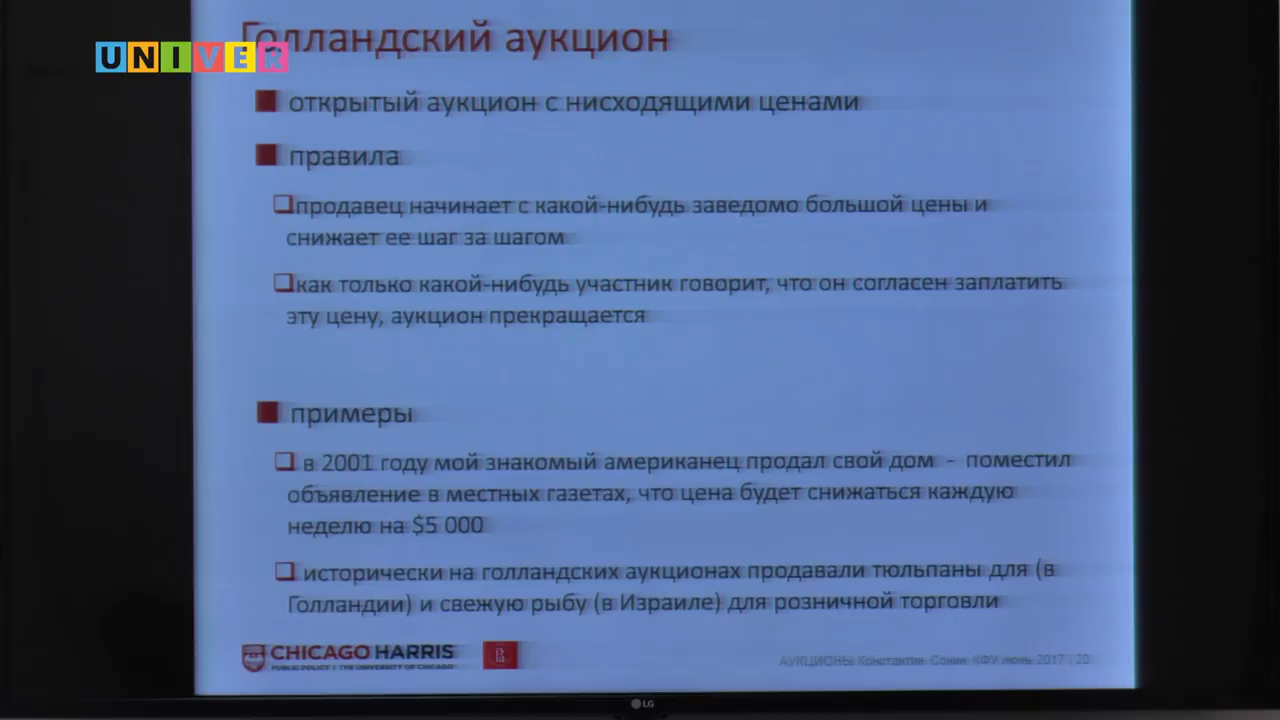 Голландский аукцион
UNIVER
открытый аукцион с нисходящими ценами
правила
продавец начинает с какой-нибудь заведомо большой цены и
снижает ее шаг за шагом
как только какой-нибудь участник говорит, что он согласен заплатить
эту цену, аукцион прекращается
примеры
в 2001 году мой знакомый американец продал свой дом - поместил
объявление в местных газетах, что цена будет снижаться каждую
неделю на $5 000
исторически на голландских аукционах продавали тюльпаны для (в
Голландии) и свежую рыбу (в Израиле) для розничной торговли
CHICAGO HARRIS
PUBLIC POLICY | THE UNIVERSITY OF CHICAGO
АУКЦИОНЫ Константин Сонин КФУ июнь 2017 | 20
LG